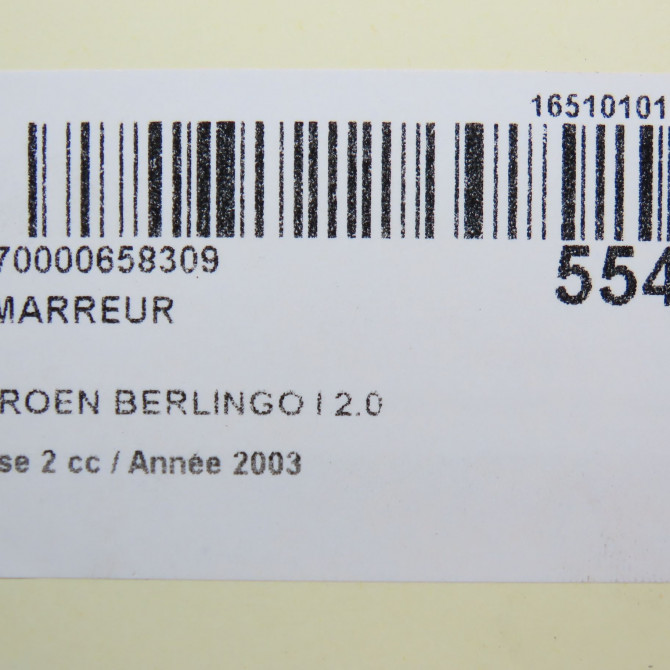 16510101
70000658309
554
MARREUR
ROEN BERLINGO I 2.0
se 2 cc / Année 2003